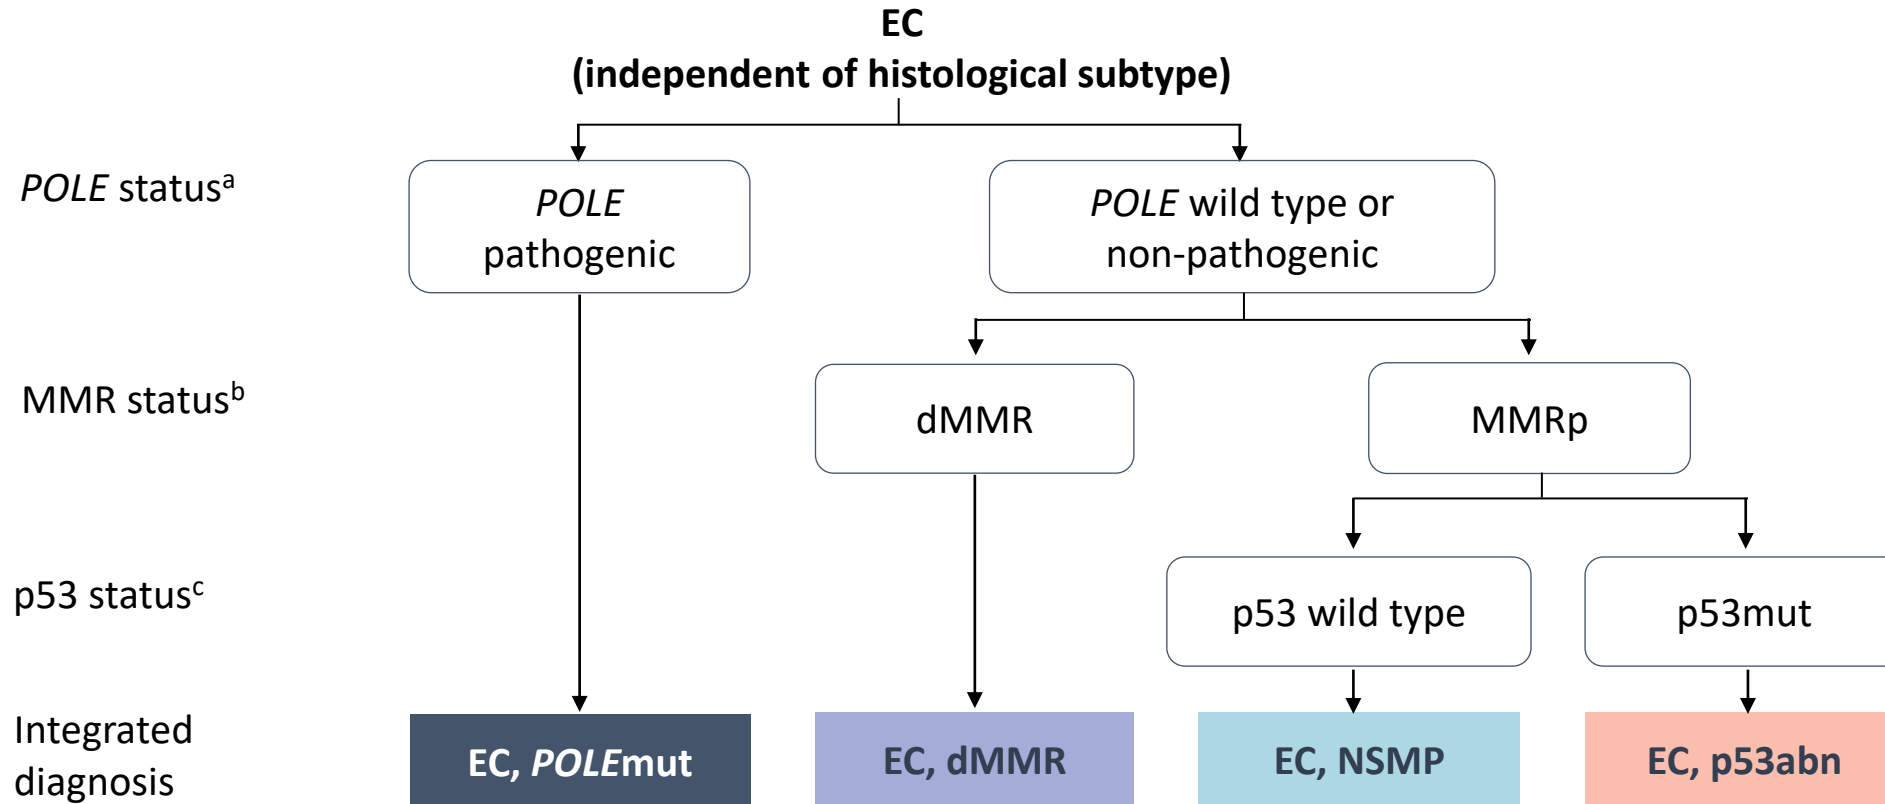 EC
(independent of histological subtype)
POLE statusᵃ
POLE
pathogenic
POLE wild type or
non-pathogenic
MMR statusᵇ
dMMR
MMRp
p53 statusᶜ
p53 wild type
p53mut
Integrated
diagnosis
EC, POLEmut
EC, dMMR
EC, NSMP
EC, p53abn